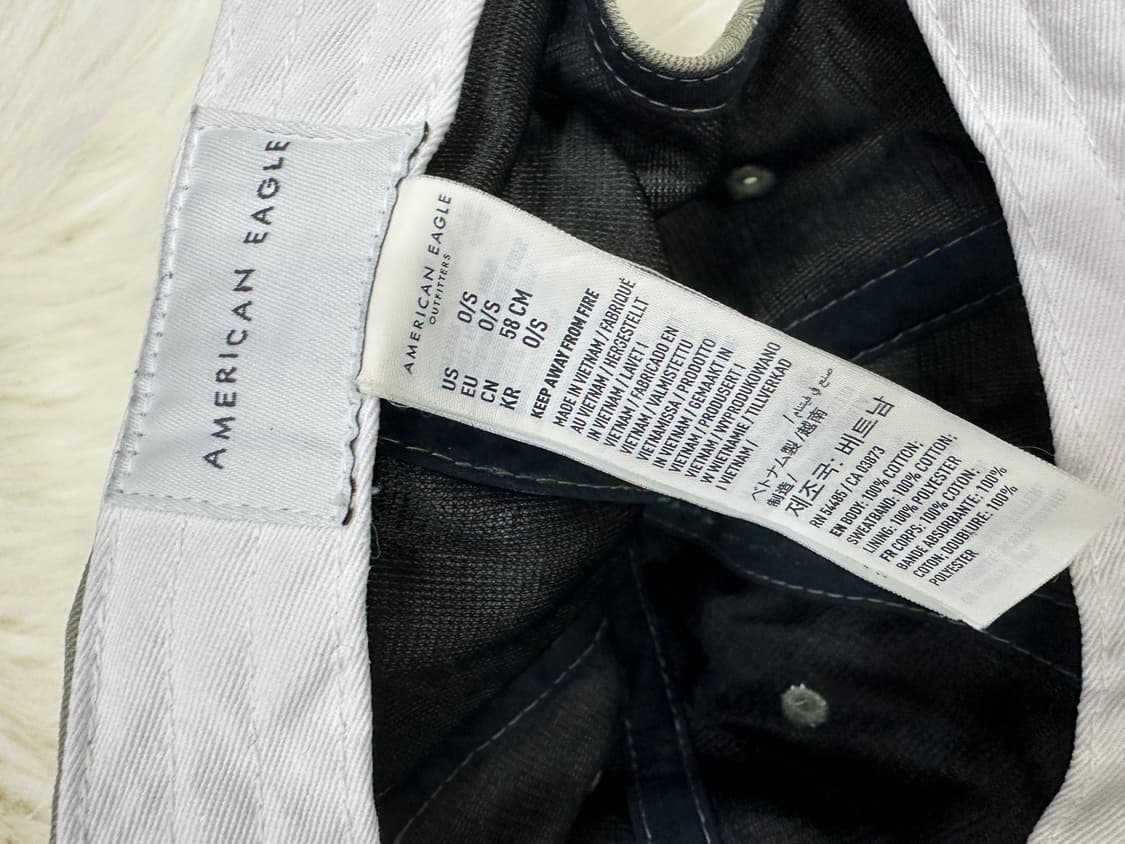 AMERICAN EAGLE
AMERICAN EAGLE
OUTFITTERS
US O/S
EU O/S
CN 58 CM
KR O/S
KEEP AWAY FROM FIRE
MADE IN VIETNAM / FABRIQUÉ
AU VIETNAM / HERGESTELLT
IN VIETNAM / LAVET I
VIETNAM / FABRICADO EN
VIETNAM / VALMISTETTU
VIETNAMISSA / PRODOTTO
IN VIETNAM / GEMAAKT IN
VIETNAM / PRODUSERT I
VIETNAM / WYPRODUKOWANO
W WIETNAMIE / TILLVERKAD
I VIETNAM /
صنع في فيتنام /
ベトナム製 / 越南
制造 /
제조국: 베트남
RN 54485 / CA 03873
EN BODY: 100% COTTON;
SWEATBAND: 100% COTTON;
LINING: 100% POLYESTER
FR CORPS: 100% COTON;
BANDE ABSORBANTE: 100%
COTON; DOUBLURE: 100%
POLYESTER